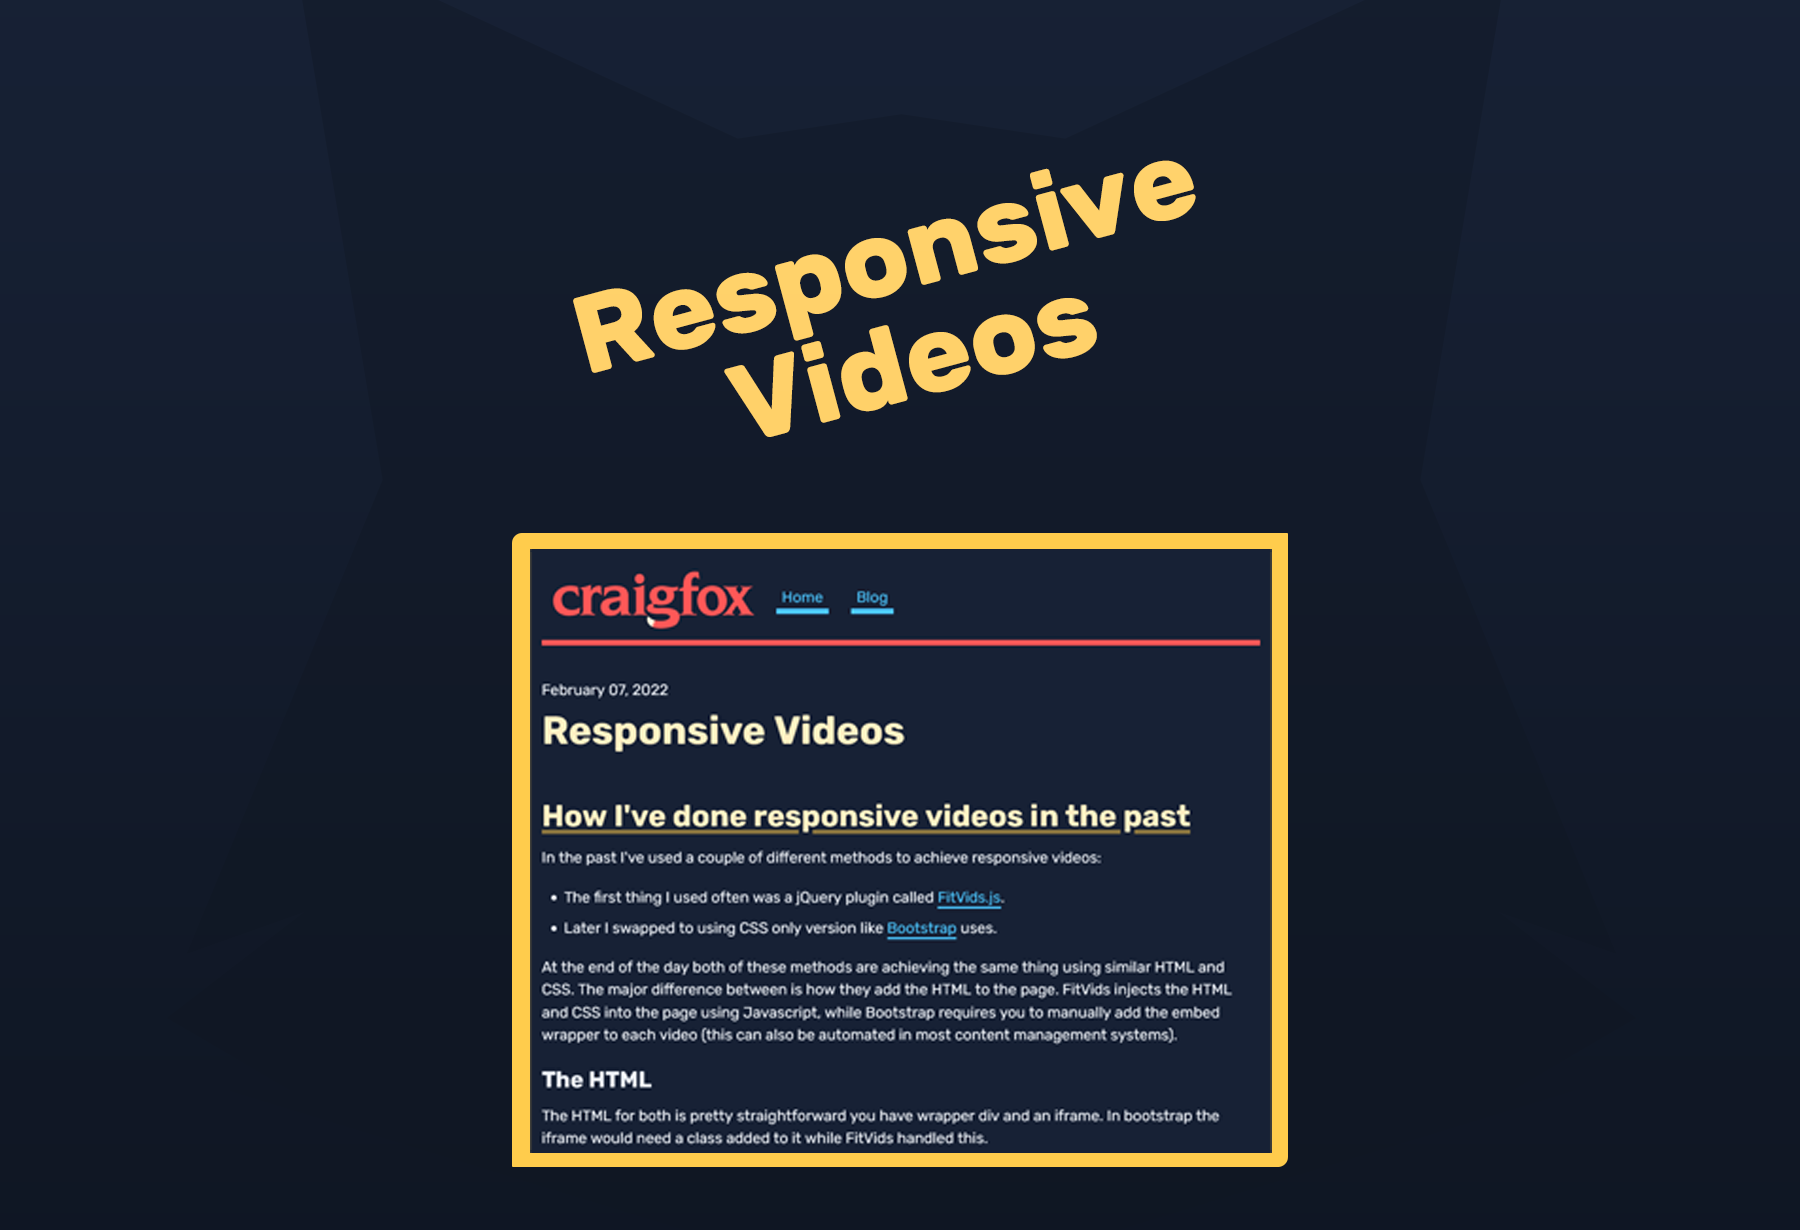 Responsive
Videos
craigfox
Home
Blog
February 07, 2022
Responsive Videos
How I've done responsive videos in the past
In the past I've used a couple of different methods to achieve responsive videos:
• The first thing I used often was a jQuery plugin called FitVids.js.
• Later I swapped to using CSS only version like Bootstrap uses.
At the end of the day both of these methods are achieving the same thing using similar HTML and
CSS. The major difference between is how they add the HTML to the page. FitVids injects the HTML
and CSS into the page using Javascript, while Bootstrap requires you to manually add the embed
wrapper to each video (this can also be automated in most content management systems).
The HTML
The HTML for both is pretty straightforward you have wrapper div and an iframe. In bootstrap the
iframe would need a class added to it while FitVids handled this.